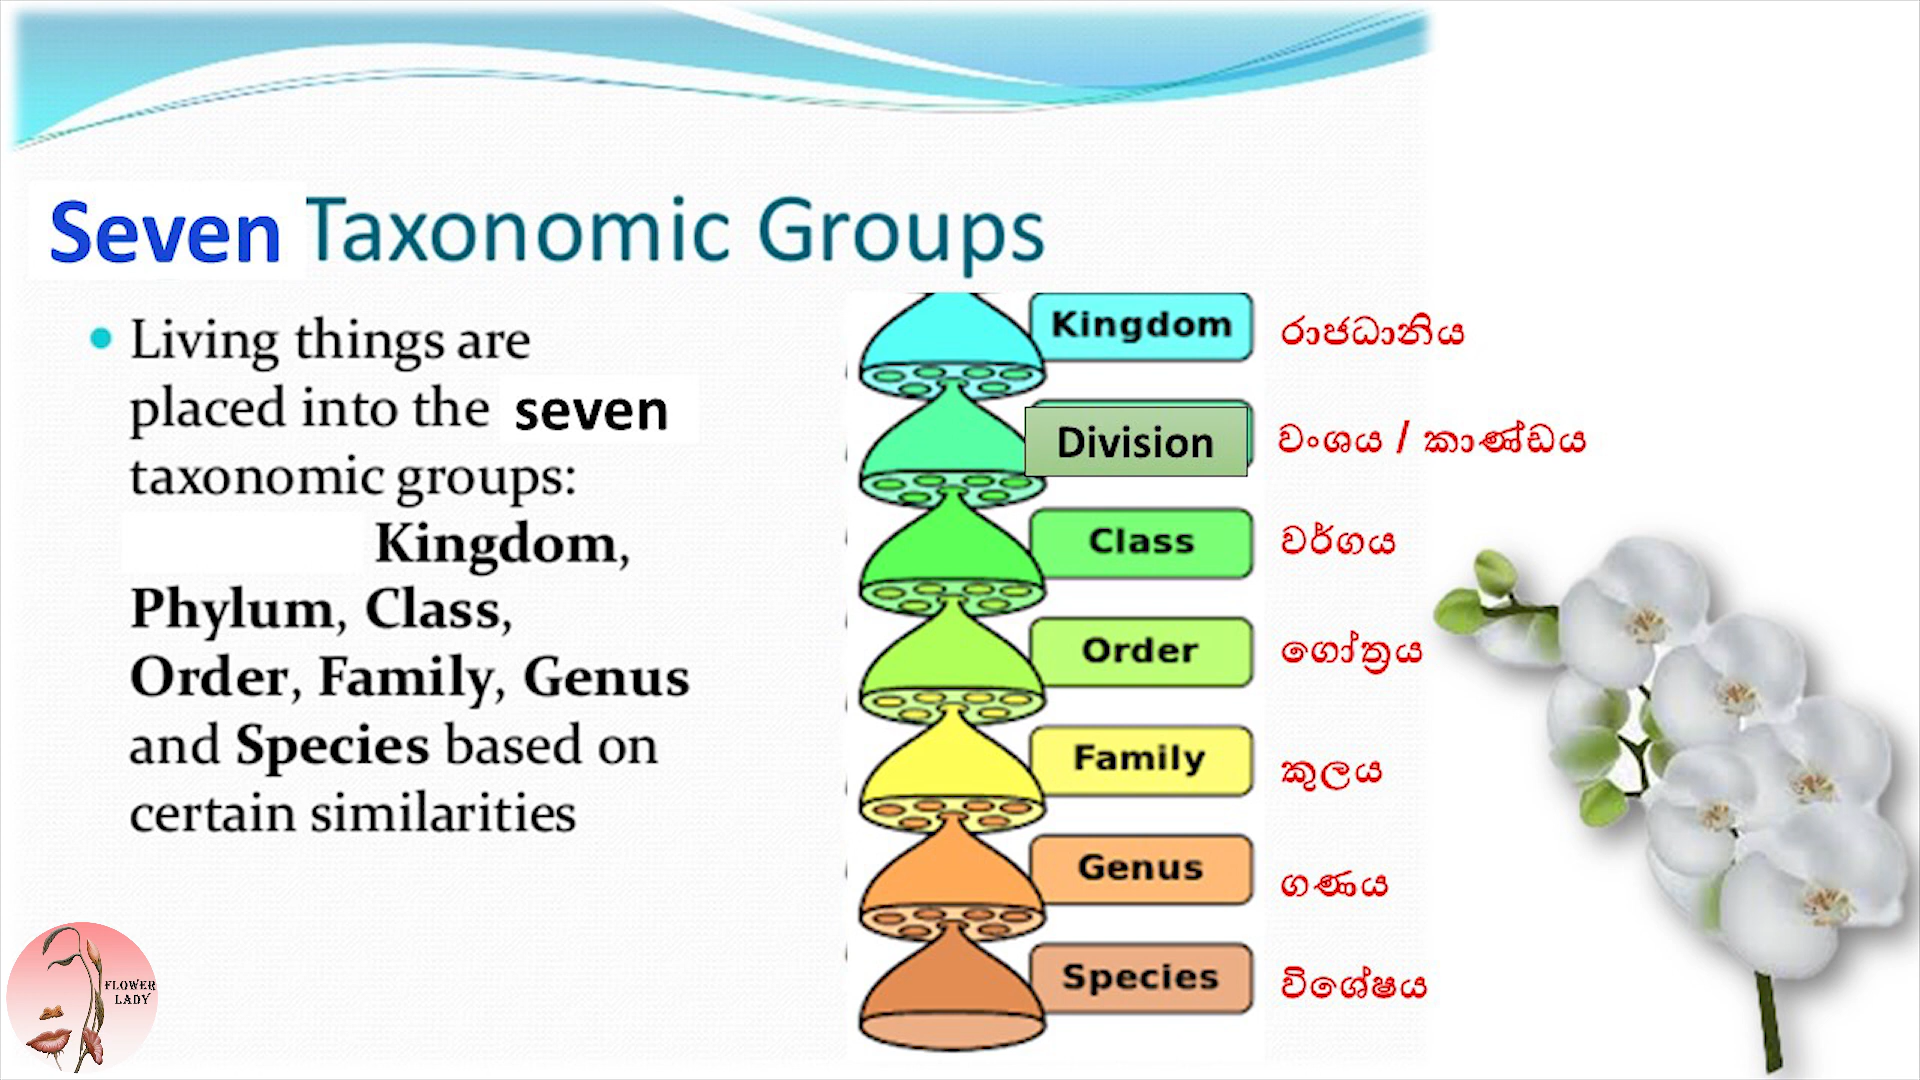 Seven Taxonomic Groups
Living things are
placed into the seven
taxonomic groups:
Kingdom,
Phylum, Class,
Order, Family, Genus
and Species based on
certain similarities
Kingdom රාජධානිය
Division වංශය / කාණ්ඩය
Class වර්ගය
Order ගෝත්‍රය
Family කුලය
Genus ගණය
Species විශේෂය
FLOWER
LADY